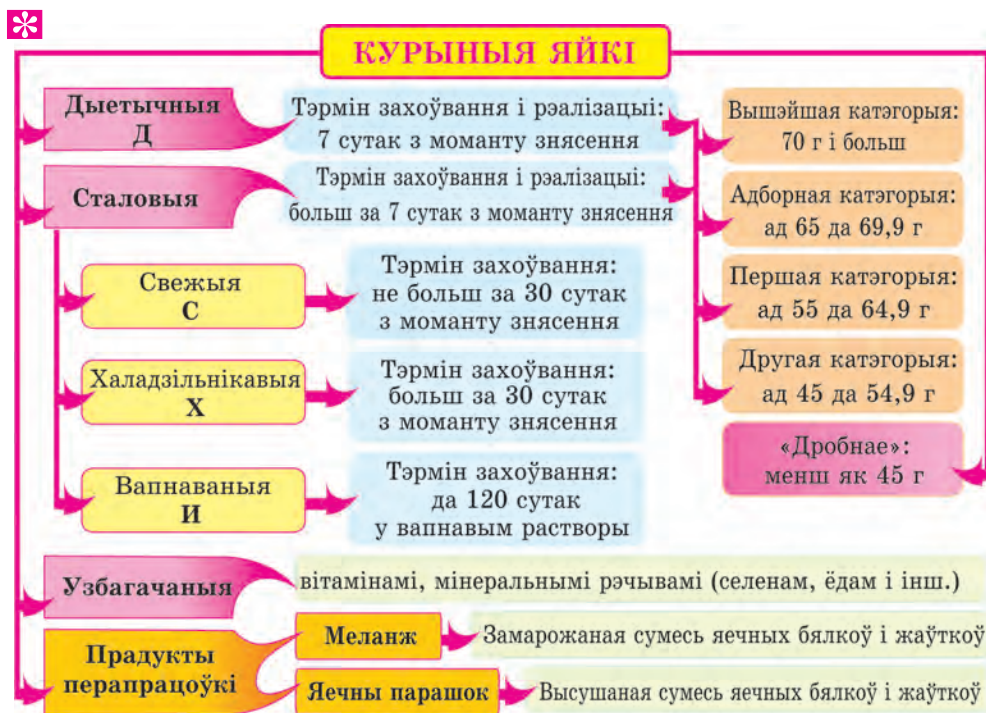 КУРЫНЫЯ ЯЙКІ
Дыетычныя
Д
Тэрмін захоўвання і рэалізацыі:
7 сутак з моманту знясення
Сталовыя
Тэрмін захоўвання і рэалізацыі:
больш за 7 сутак з моманту знясення
Вышэйшая катэгорыя:
70 г і больш
Адборная катэгорыя:
ад 65 да 69,9 г
Першая катэгорыя:
ад 55 да 64,9 г
Другая катэгорыя:
ад 45 да 54,9 г
«Дробнае»:
менш як 45 г
Свежыя
С
Тэрмін захоўвання:
не больш за 30 сутак
з моманту знясення
Халадзільнікавыя
Х
Тэрмін захоўвання:
больш за 30 сутак
з моманту знясення
Вапнаваныя
И
Тэрмін захоўвання:
да 120 сутак
у вапнавым растворы
Узбагачаныя
вітамінамі, мінеральнымі рэчывамі (селенам, ёдам і інш.)
Прадукты
перапрацоўкі
Меланж
Замарожаная сумесь яечных бялкоў і жаўткоў
Яечны парашок
Высушаная сумесь яечных бялкоў і жаўткоў